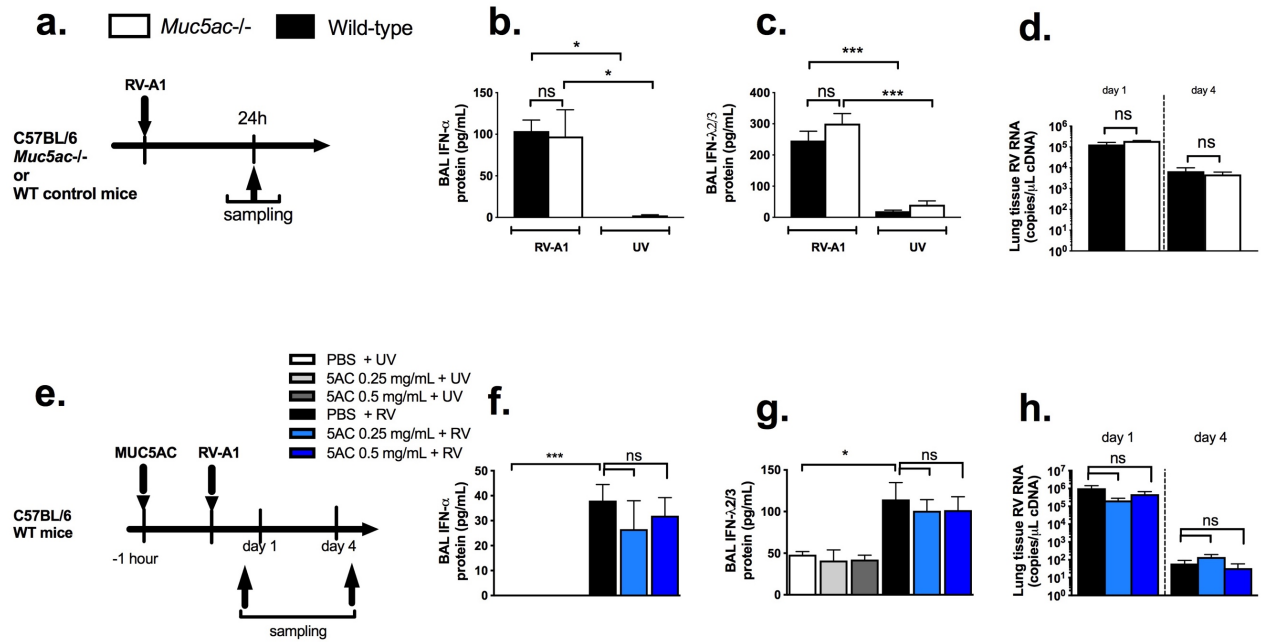 a.
Muc5ac-/-
Wild-type
RV-A1
24h
C57BL/6
Muc5ac-/-
or
WT control mice
sampling
b.
*
*
ns
BAL IFN-α
protein (pg/mL)
150
100
50
0
RV-A1
UV
c.
***
ns
***
BAL IFN-λ2/3
protein (pg/mL)
400
300
200
100
0
RV-A1
UV
d.
day 1
day 4
ns
ns
Lung tissue RV RNA
(copies/μL cDNA)
10⁶
10⁵
10⁴
10³
10²
10¹
10⁰
e.
PBS + UV
5AC 0.25 mg/mL + UV
5AC 0.5 mg/mL + UV
PBS + RV
5AC 0.25 mg/mL + RV
5AC 0.5 mg/mL + RV
MUC5AC
RV-A1
C57BL/6
WT mice
-1 hour
day 1
day 4
sampling
f.
***
ns
BAL IFN-α
protein (pg/mL)
50
40
30
20
10
0
g.
*
ns
BAL IFN-λ2/3
protein (pg/mL)
150
100
50
0
h.
day 1
day 4
ns
ns
Lung tissue RV RNA
(copies/μL cDNA)
10⁷
10⁶
10⁵
10⁴
10³
10²
10¹
10⁰